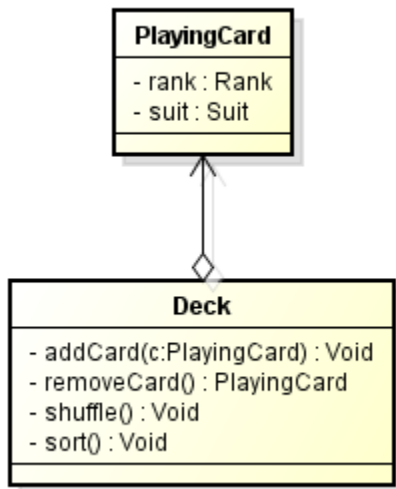 PlayingCard
- rank : Rank
- suit : Suit
Deck
- addCard(c:PlayingCard) : Void
- removeCard() : PlayingCard
- shuffle() : Void
- sort() : Void